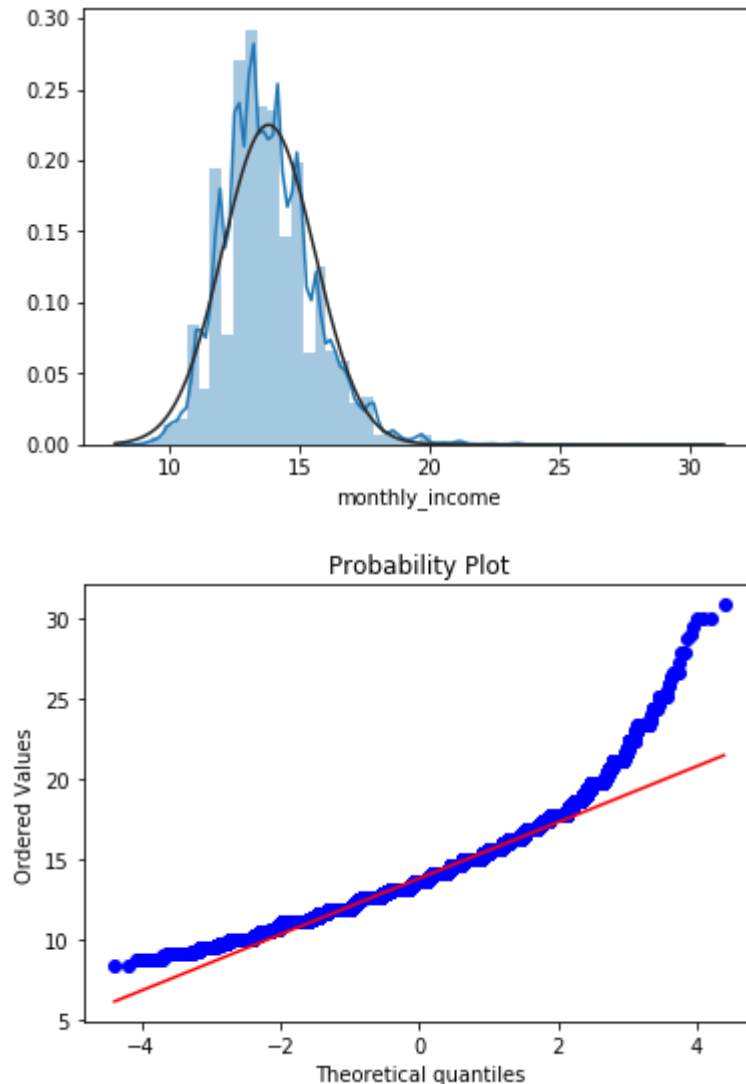 0.30
0.25
0.20
0.15
0.10
0.05
0.00
10 15 20 25 30
monthly_income
Probability Plot
30
25
20
15
10
5
Ordered Values
−4 −2 0 2 4
Theoretical quantiles